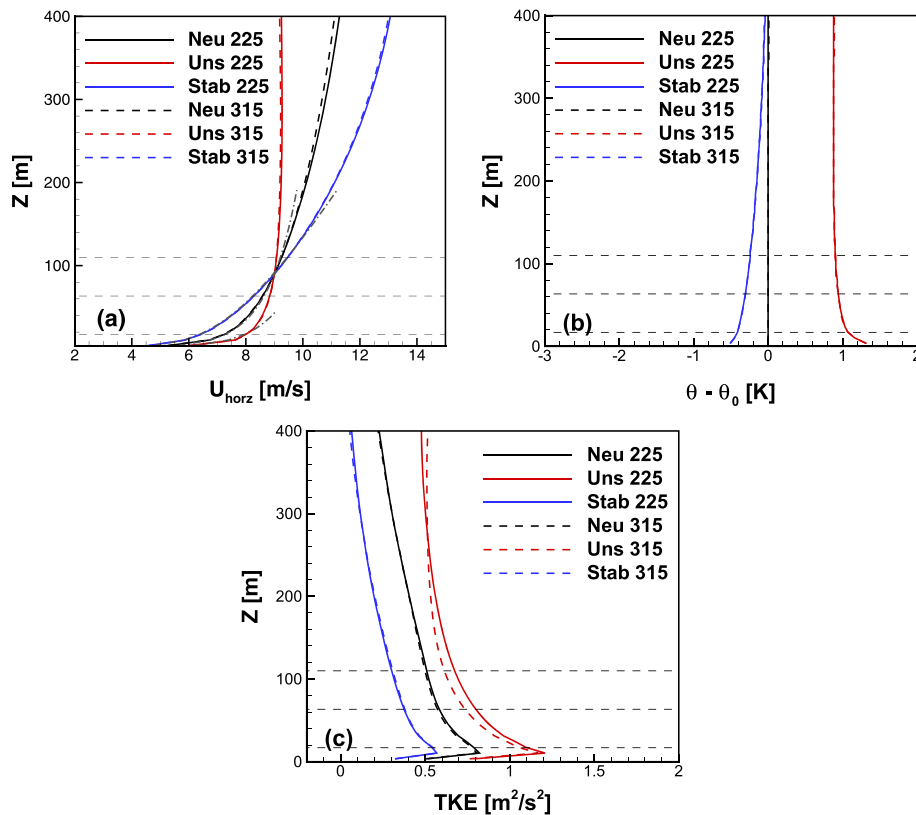 400
300
200
100
Z [m]
Neu 225
Uns 225
Stab 225
Neu 315
Uns 315
Stab 315
(a)
2 4 6 8 10 12 14
U_horz [m/s]
400
300
200
100
0
Z [m]
Neu 225
Uns 225
Stab 225
Neu 315
Uns 315
Stab 315
(b)
-3 -2 -1 0 1 2
θ - θ_0 [K]
400
300
200
100
0
Z [m]
Neu 225
Uns 225
Stab 225
Neu 315
Uns 315
Stab 315
(c)
0 0.5 1 1.5 2
TKE [m²/s²]